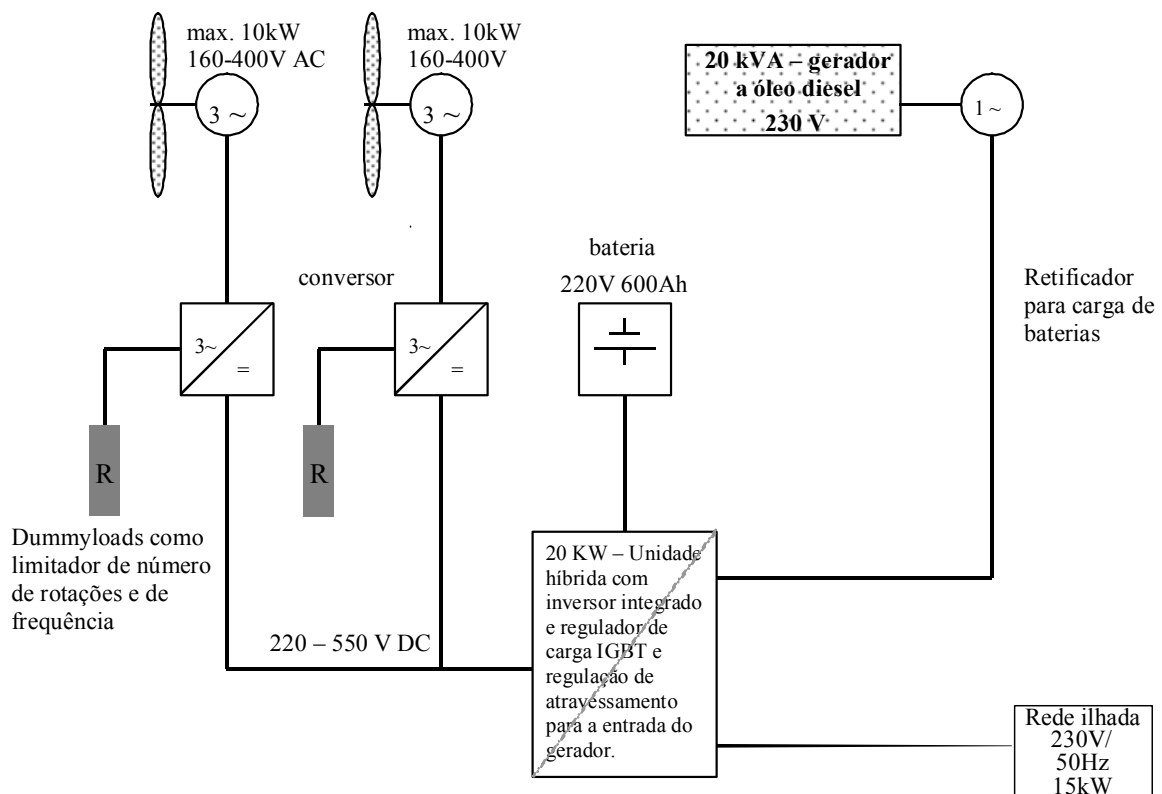 max. 10kW
160-400V AC
3 ~
max. 10kW
160-400V
3 ~
20 kVA – gerador
a óleo diesel
230 V
1 ~
bateria
220V 600Ah
conversor
Retificador
para carga de
baterias
3~
=
3~
=
R
R
Dummyloads como
limitador de número
de rotações e de
frequência
220 – 550 V DC
20 KW – Unidade
híbrida com
inversor integrado
e regulador de
carga IGBT e
regulação de
atravessamento
para a entrada do
gerador.
Rede ilhada
230V/
50Hz
15kW